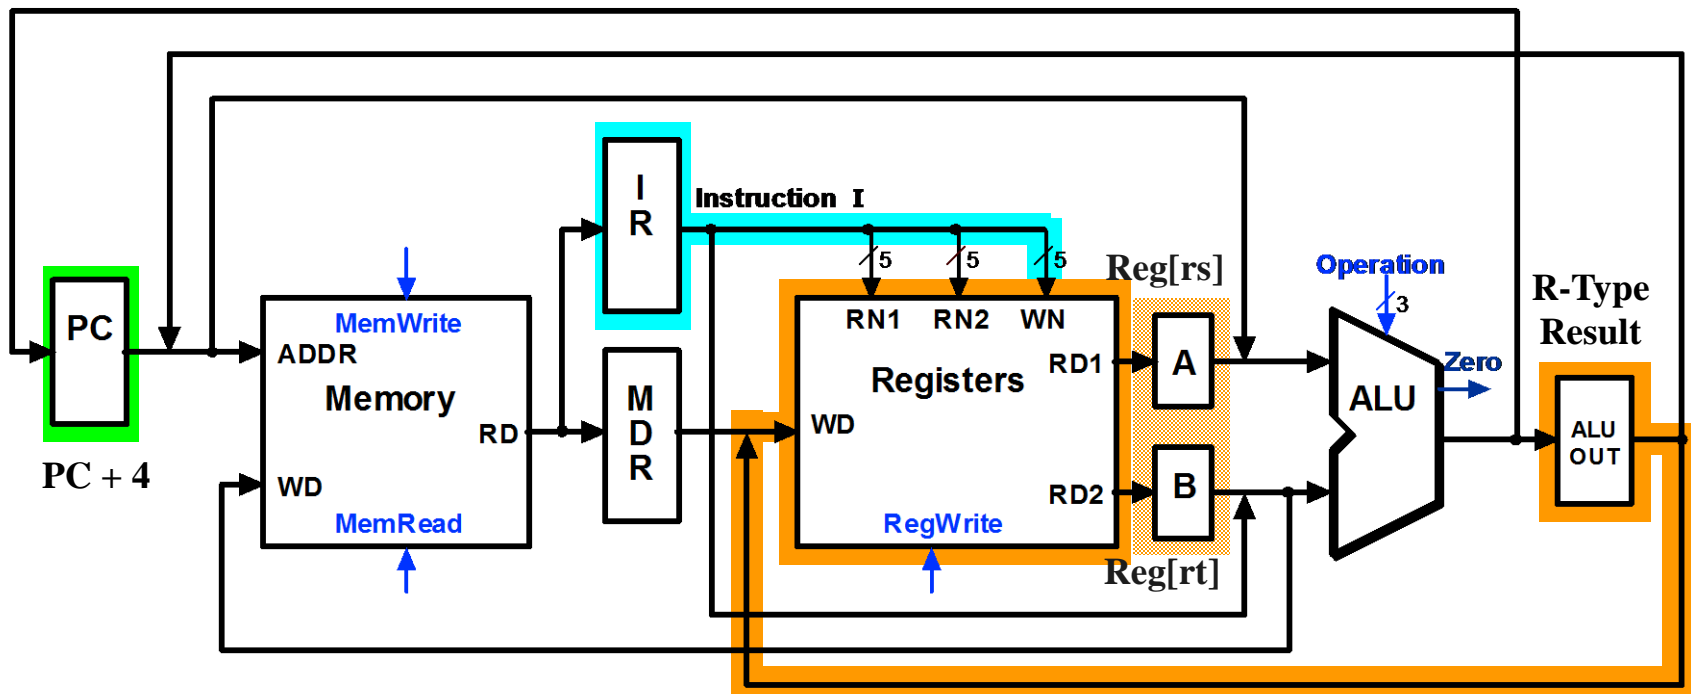 I
R
Instruction I
5
5
5
Reg[rs]
Operation
3
R-Type
Result
PC
MemWrite
ADDR
Memory
RD
WD
MemRead
PC + 4
M
D
R
RN1
RN2
WN
RD1
Registers
WD
RD2
RegWrite
A
B
Reg[rt]
Zero
ALU
ALU
OUT